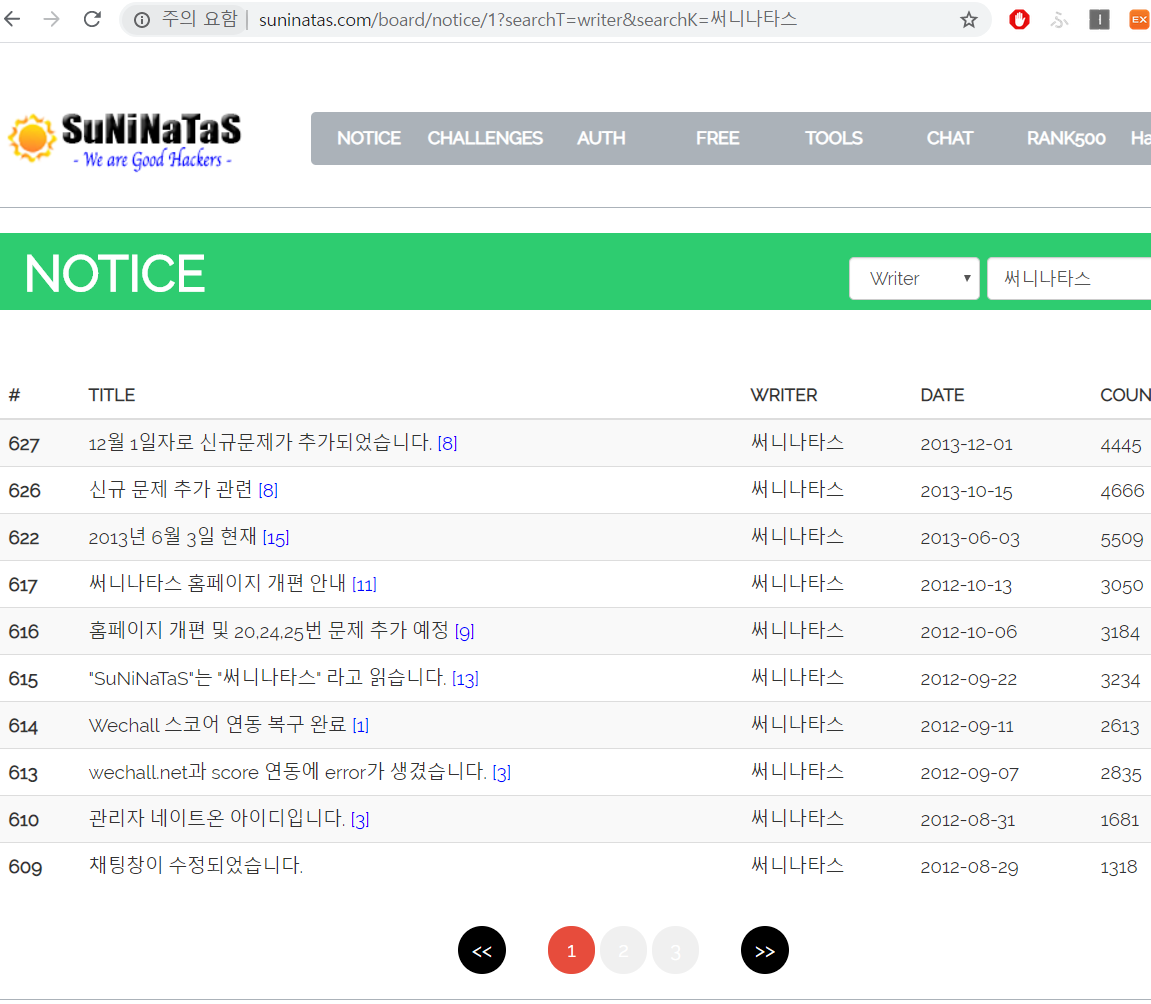 주의 요함 | suninatas.com/board/notice/1?searchT=writer&searchK=써니나타스
EX
SuNiNaTaS
- We are Good Hackers -
NOTICE CHALLENGES AUTH FREE TOOLS CHAT RANK500 Ha
NOTICE Writer 써니나타스
# TITLE WRITER DATE COUN
627 12월 1일자로 신규문제가 추가되었습니다. [8] 써니나타스 2013-12-01 4445
626 신규 문제 추가 관련 [8] 써니나타스 2013-10-15 4666
622 2013년 6월 3일 현재 [15] 써니나타스 2013-06-03 5509
617 써니나타스 홈페이지 개편 안내 [11] 써니나타스 2012-10-13 3050
616 홈페이지 개편 및 20,24,25번 문제 추가 예정 [9] 써니나타스 2012-10-06 3184
615 "SuNiNaTaS"는 "써니나타스" 라고 읽습니다. [13] 써니나타스 2012-09-22 3234
614 Wechall 스코어 연동 복구 완료 [1] 써니나타스 2012-09-11 2613
613 wechall.net과 score 연동에 error가 생겼습니다. [3] 써니나타스 2012-09-07 2835
610 관리자 네이트온 아이디입니다. [3] 써니나타스 2012-08-31 1681
609 채팅창이 수정되었습니다. 써니나타스 2012-08-29 1318
<< 1 2 3 >>